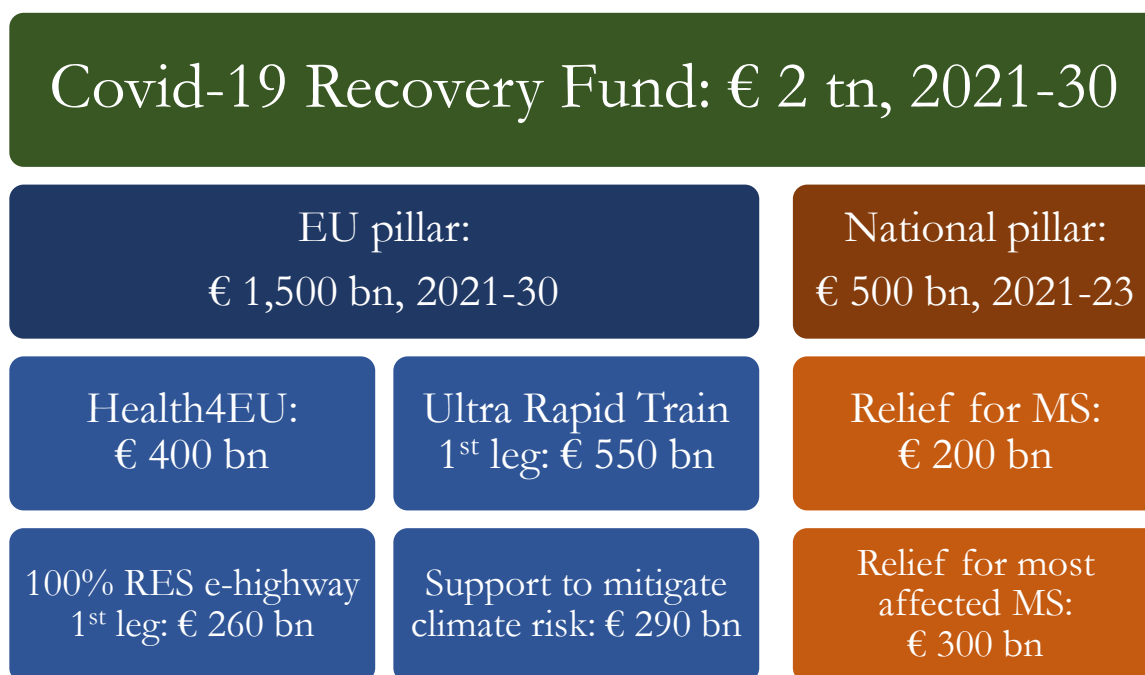 Covid-19 Recovery Fund: € 2 tn, 2021-30
EU pillar:
€ 1,500 bn, 2021-30
National pillar:
€ 500 bn, 2021-23
Health4EU:
€ 400 bn
Ultra Rapid Train
1st leg: € 550 bn
Relief for MS:
€ 200 bn
100% RES e-highway
1st leg: € 260 bn
Support to mitigate
climate risk: € 290 bn
Relief for most
affected MS:
€ 300 bn